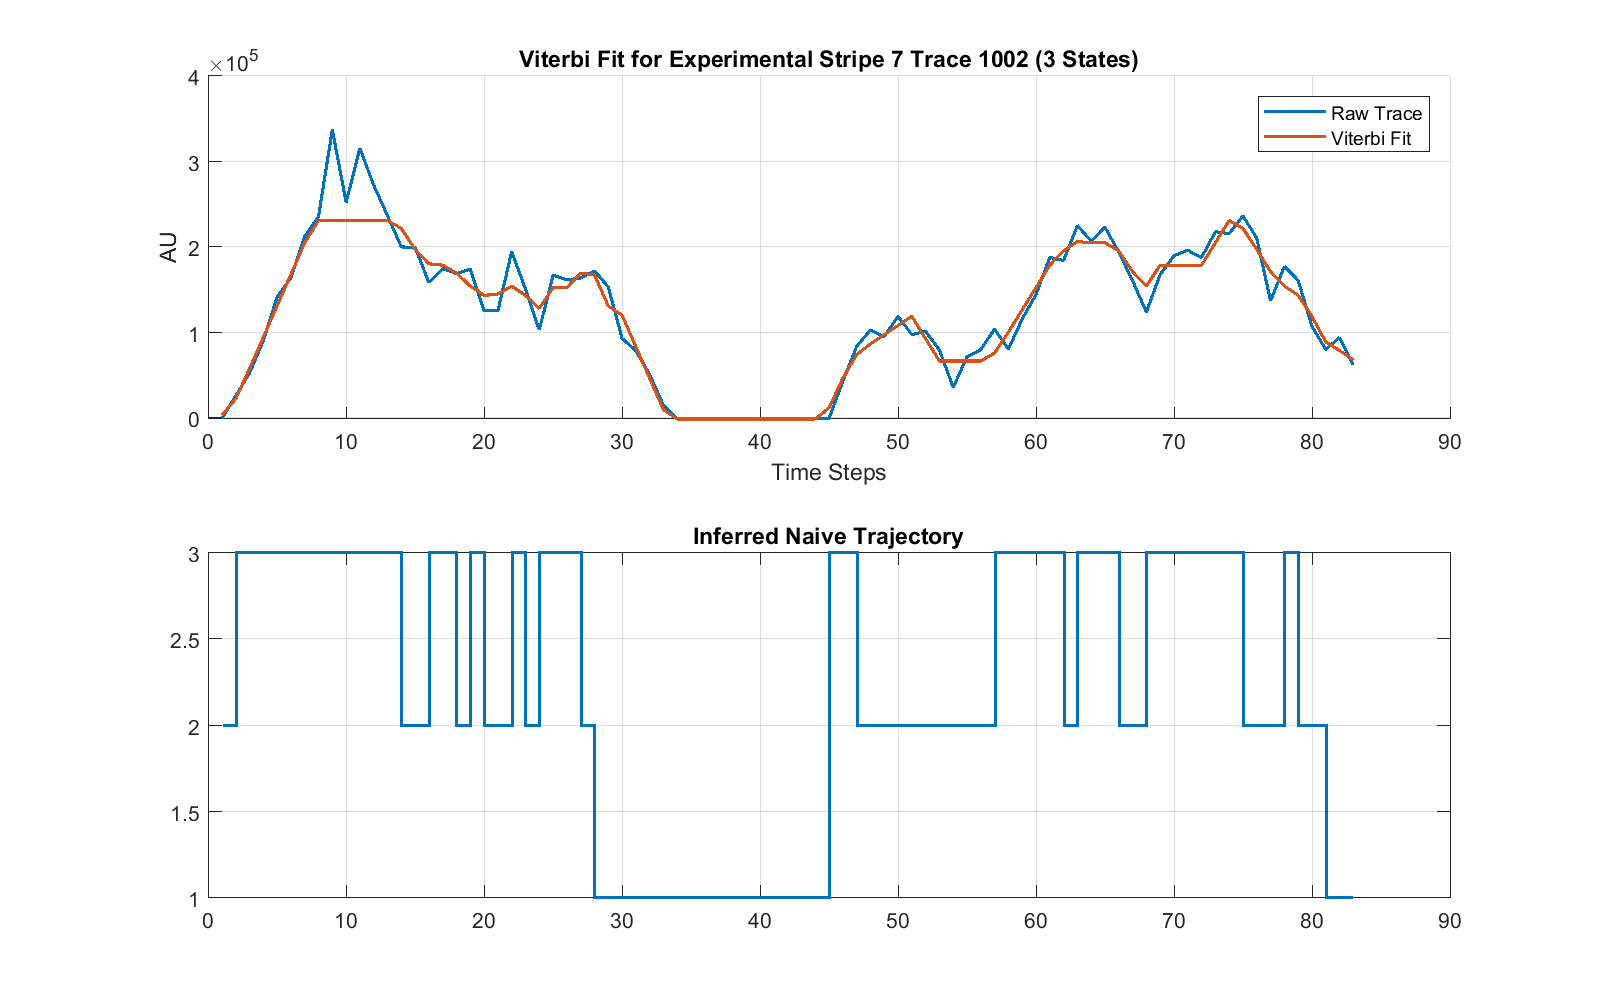 Viterbi Fit for Experimental Stripe 7 Trace 1002 (3 States)
×10⁵
4
3
2
1
0
AU
Raw Trace
Viterbi Fit
0 10 20 30 40 50 60 70 80 90
Time Steps
Inferred Naive Trajectory
3
2.5
2
1.5
1
0 10 20 30 40 50 60 70 80 90